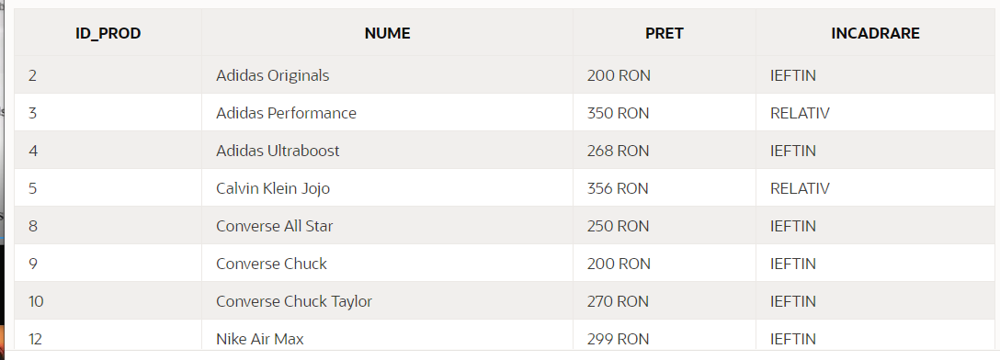 ID_PROD NUME PRET INCADRARE
2 Adidas Originals 200 RON IEFTIN
3 Adidas Performance 350 RON RELATIV
4 Adidas Ultraboost 268 RON IEFTIN
5 Calvin Klein Jojo 356 RON RELATIV
8 Converse All Star 250 RON IEFTIN
9 Converse Chuck 200 RON IEFTIN
10 Converse Chuck Taylor 270 RON IEFTIN
12 Nike Air Max 299 RON IEFTIN